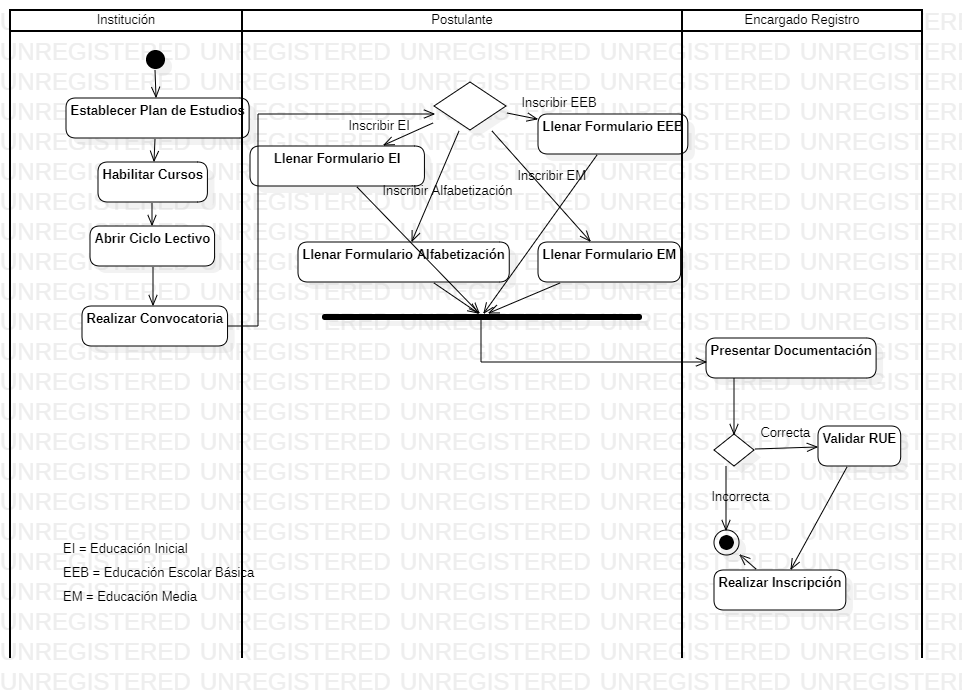 Institución
Postulante
Encargado Registro
Establecer Plan de Estudios
Habilitar Cursos
Abrir Ciclo Lectivo
Realizar Convocatoria
Inscribir EEB
Inscribir EI
Llenar Formulario EEB
Llenar Formulario EI
Inscribir EM
Inscribir Alfabetización
Llenar Formulario Alfabetización
Llenar Formulario EM
Presentar Documentación
Correcta
Validar RUE
Incorrecta
Realizar Inscripción
EI = Educación Inicial
EEB = Educación Escolar Básica
EM = Educación Media
UNREGISTERED